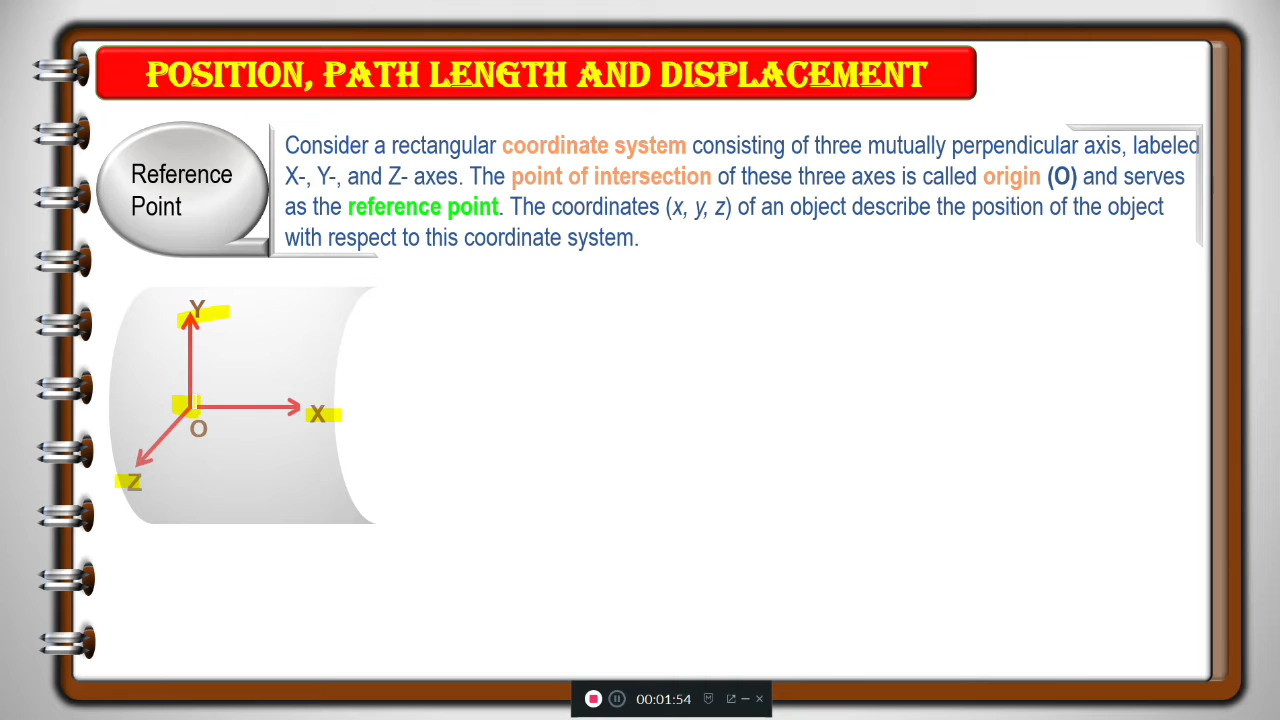 POSITION, PATH LENGTH AND DISPLACEMENT
Reference
Point
Consider a rectangular coordinate system consisting of three mutually perpendicular axis, labeled
X-, Y-, and Z- axes. The point of intersection of these three axes is called origin (O) and serves
as the reference point. The coordinates (x, y, z) of an object describe the position of the object
with respect to this coordinate system.
Y
X
O
Z
00:01:54